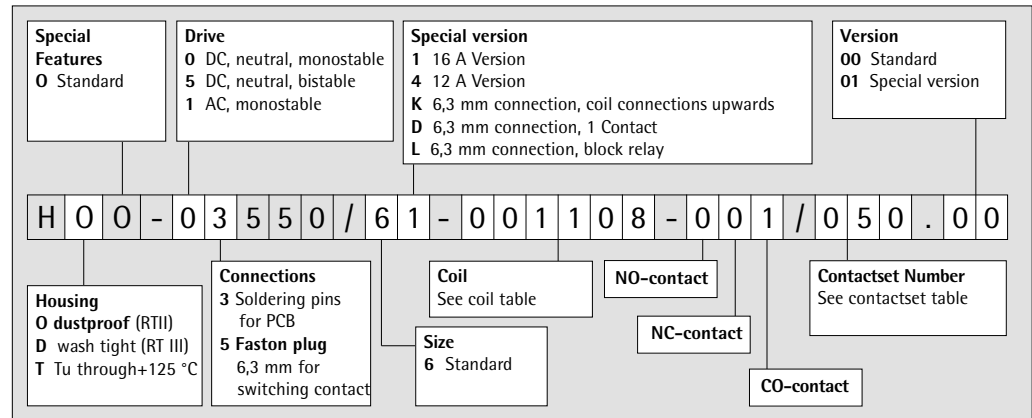 Special
Features
O Standard
Drive
0 DC, neutral, monostable
5 DC, neutral, bistable
1 AC, monostable
Special version
1 16 A Version
4 12 A Version
K 6,3 mm connection, coil connections upwards
D 6,3 mm connection, 1 Contact
L 6,3 mm connection, block relay
Version
00 Standard
01 Special version
H O O - 0 3 5 5 0 / 6 1 - 0 0 1 1 0 8 - 0 0 1 / 0 5 0 . 0 0
Housing
O dustproof (RTII)
D wash tight (RT III)
T Tu through+125 °C
Connections
3 Soldering pins
for PCB
5 Faston plug
6,3 mm for
switching contact
Size
6 Standard
Coil
See coil table
NO-contact
NC-contact
CO-contact
Contactset Number
See contactset table